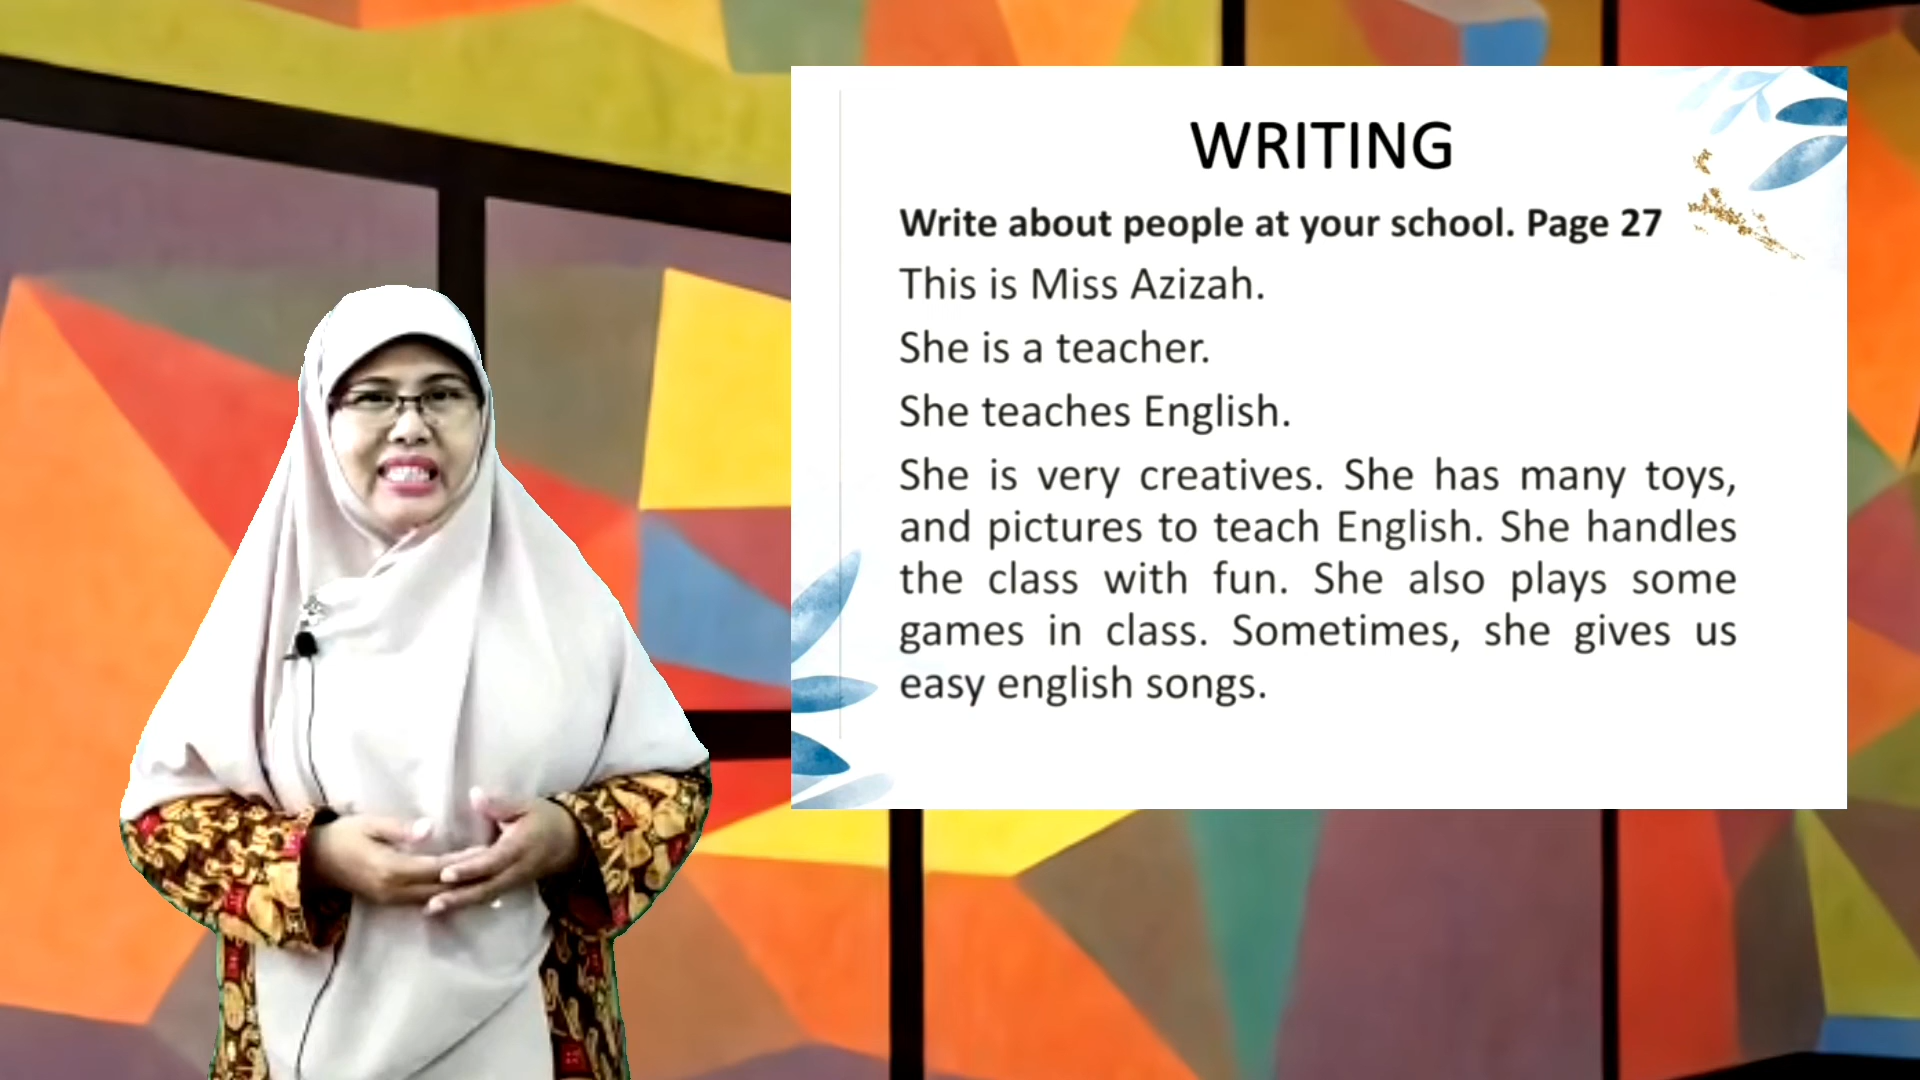 WRITING
Write about people at your school. Page 27
This is Miss Azizah.
She is a teacher.
She teaches English.
She is very creatives. She has many toys,
and pictures to teach English. She handles
the class with fun. She also plays some
games in class. Sometimes, she gives us
easy english songs.